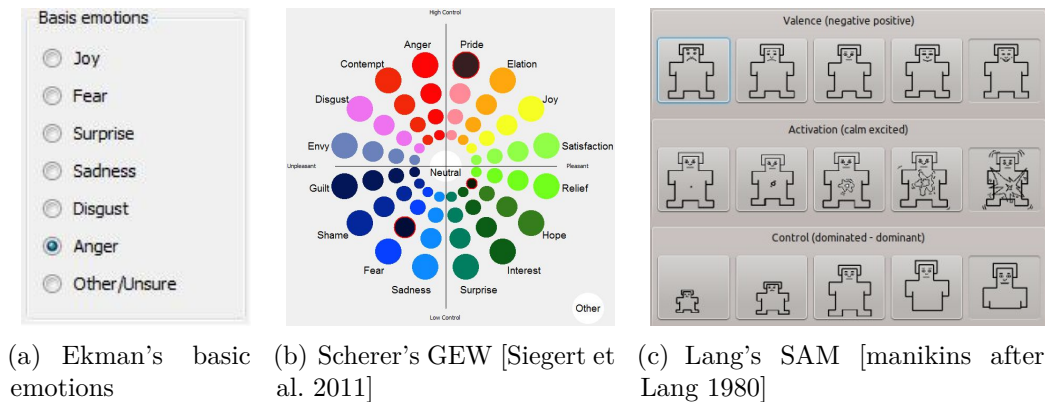 Basis emotions
Joy
Fear
Surprise
Sadness
Disgust
Anger
Other/Unsure
High Control
Anger
Pride
Contempt
Elation
Disgust
Joy
Envy
Satisfaction
Unpleasant
Pleasant
Neutral
Guilt
Relief
Shame
Hope
Fear
Interest
Sadness
Surprise
Low Control
Other
Valence (negative positive)
Activation (calm excited)
Control (dominated - dominant)
(a) Ekman's basic
emotions
(b) Scherer's GEW [Siegert et
al. 2011]
(c) Lang's SAM [manikins after
Lang 1980]